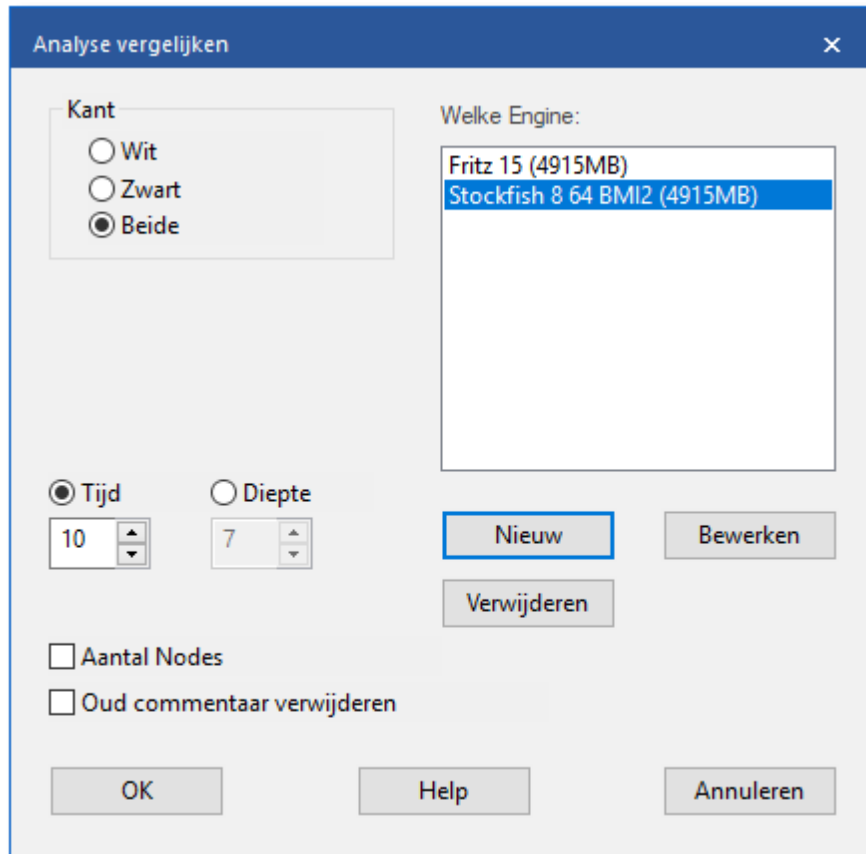 Analyse vergelijken
Kant
Wit
Zwart
Beide
Welke Engine:
Fritz 15 (4915MB)
Stockfish 8 64 BMI2 (4915MB)
Tijd
Diepte
10
7
Nieuw
Bewerken
Verwijderen
Aantal Nodes
Oud commentaar verwijderen
OK
Help
Annuleren